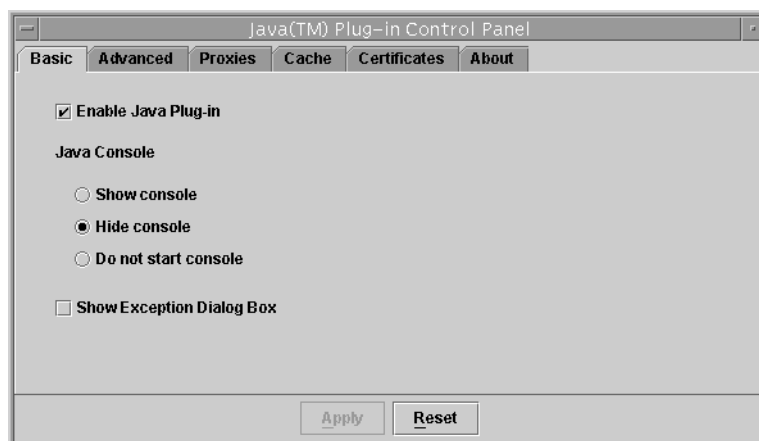 Java(TM) Plug-in Control Panel
Basic Advanced Proxies Cache Certificates About
Enable Java Plug-in
Java Console
Show console
Hide console
Do not start console
Show Exception Dialog Box
Apply Reset